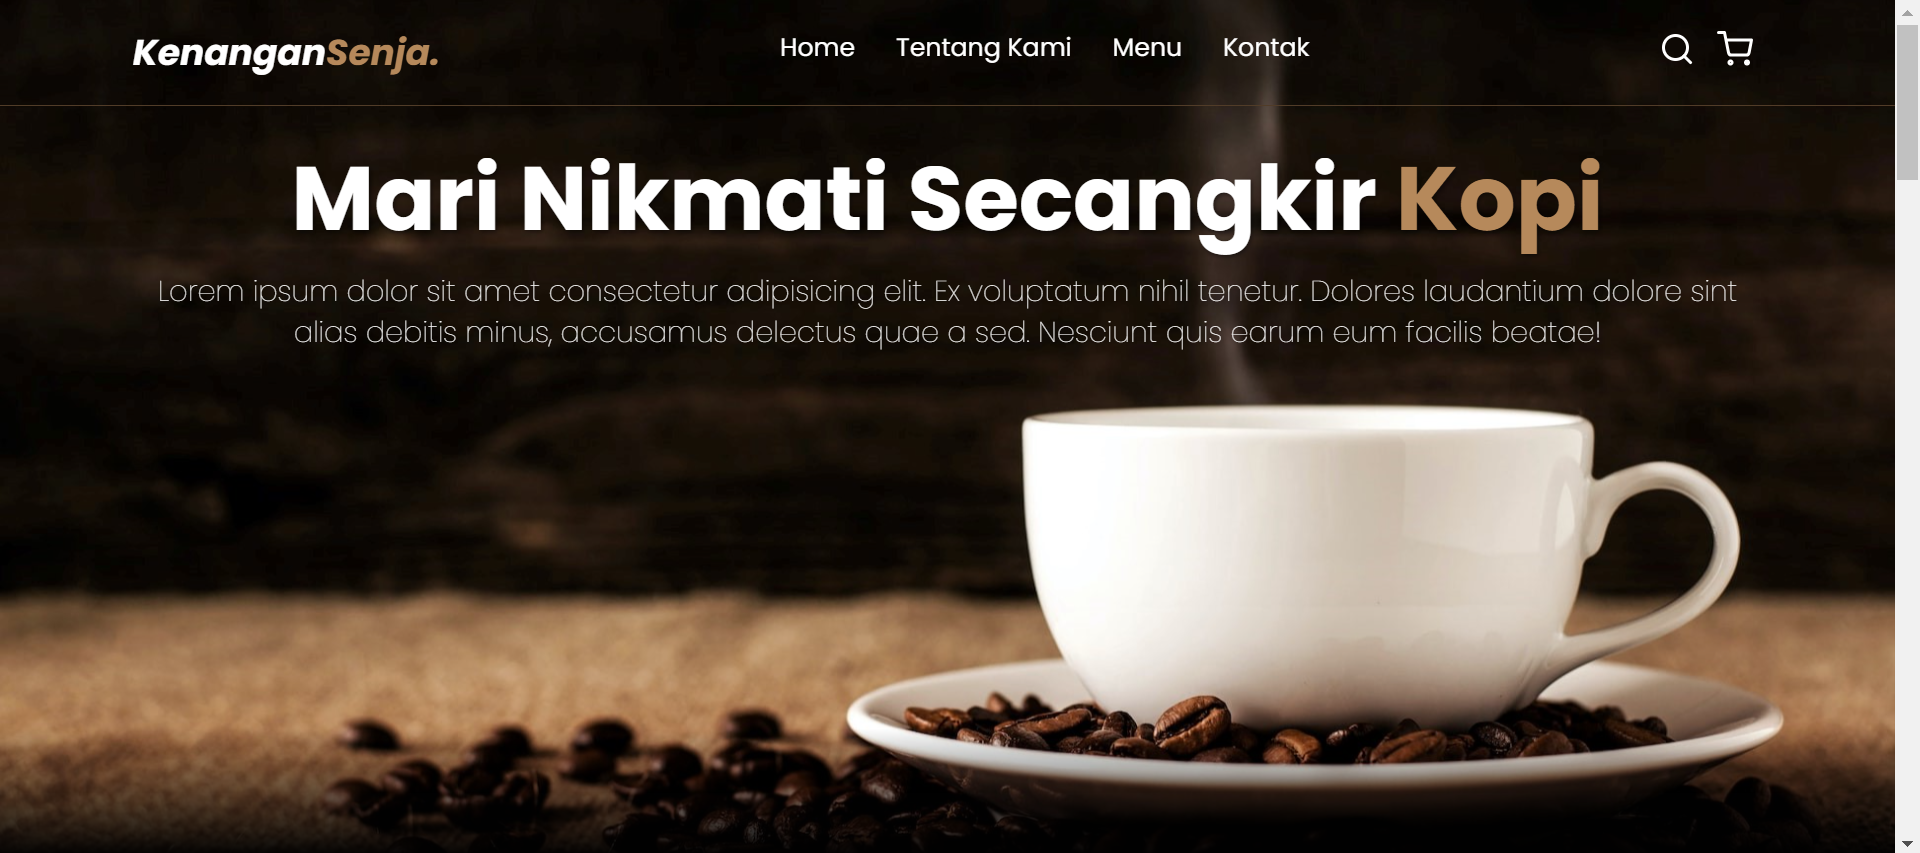 KenanganSenja.
Home Tentang Kami Menu Kontak
Mari Nikmati Secangkir Kopi
Lorem ipsum dolor sit amet consectetur adipisicing elit. Ex voluptatum nihil tenetur. Dolores laudantium dolore sint
alias debitis minus, accusamus delectus quae a sed. Nesciunt quis earum eum facilis beatae!